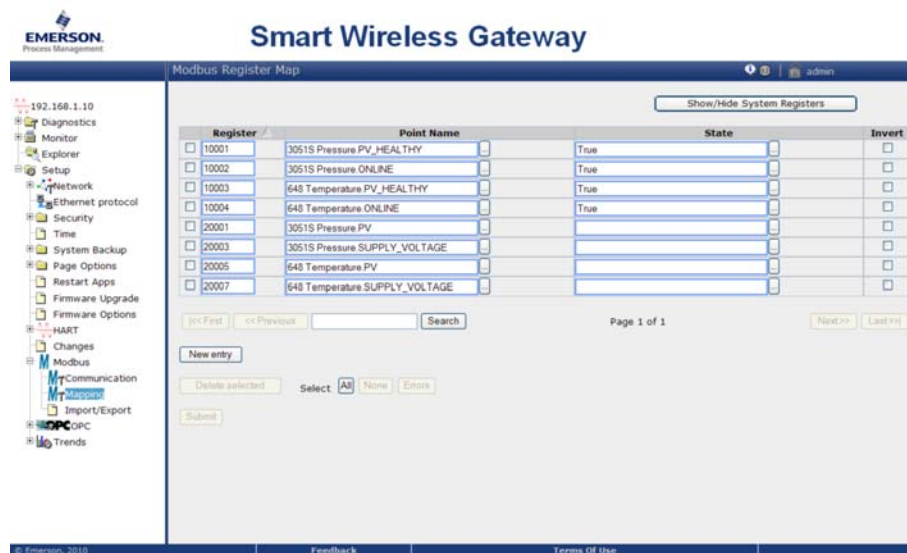 EMERSON.
Process Management
Smart Wireless Gateway
Modbus Register Map
admin
192.168.1.10
Diagnostics
Monitor
Explorer
Setup
Network
Ethernet protocol
Security
Time
System Backup
Page Options
Restart Apps
Firmware Upgrade
Firmware Options
HART
Changes
Modbus
Communication
Mapping
Import/Export
OPC OPC
Trends
Show/Hide System Registers
Register Point Name State Invert
10001 3051S Pressure.PV_HEALTHY ... True ...
10002 3051S Pressure.ONLINE ... True ...
10003 648 Temperature.PV_HEALTHY ... True ...
10004 648 Temperature.ONLINE ... True ...
20001 3051S Pressure.PV ... ...
20003 3051S Pressure.SUPPLY_VOLTAGE ... ...
20005 648 Temperature.PV ... ...
20007 648 Temperature.SUPPLY_VOLTAGE ... ...
|<< First << Previous Search Page 1 of 1 Next >> Last >>|
New entry
Delete selected Select All None Errors
Submit
© Emerson, 2010 Feedback Terms Of Use